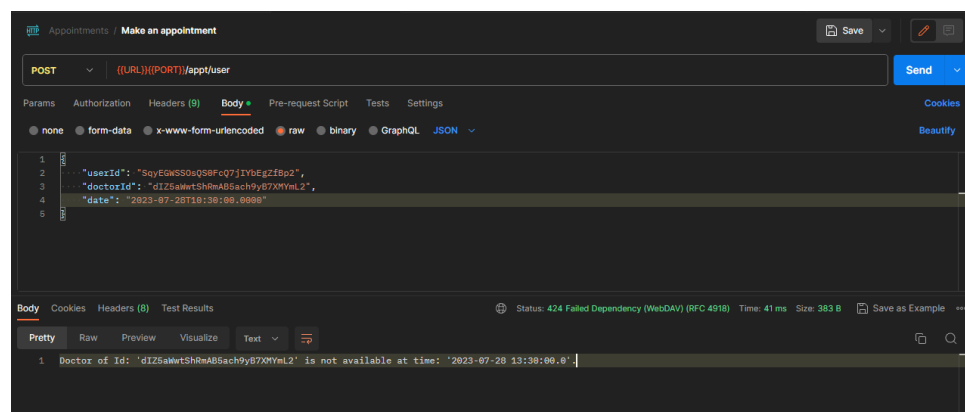 HTTP Appointments / Make an appointment Save
POST {{URL}}{{PORT}}/appt/user Send
Params Authorization Headers (9) Body Pre-request Script Tests Settings Cookies
none form-data x-www-form-urlencoded raw binary GraphQL JSON Beautify
1 {
2 "userId": "SqyEGWSSOsQS0FcQ7jIYbEgZfBp2",
3 "doctorId": "dIZ5aWwtShRmAB5ach9yB7XMYmL2",
4 "date": "2023-07-28T10:30:00.0000"
5 }
Body Cookies Headers (8) Test Results Status: 424 Failed Dependency (WebDAV) (RFC 4918) Time: 41 ms Size: 383 B Save as Example
Pretty Raw Preview Visualize Text
1 Doctor of Id: 'dIZ5aWwtShRmAB5ach9yB7XMYmL2' is not available at time: '2023-07-28 13:30:00.0'.